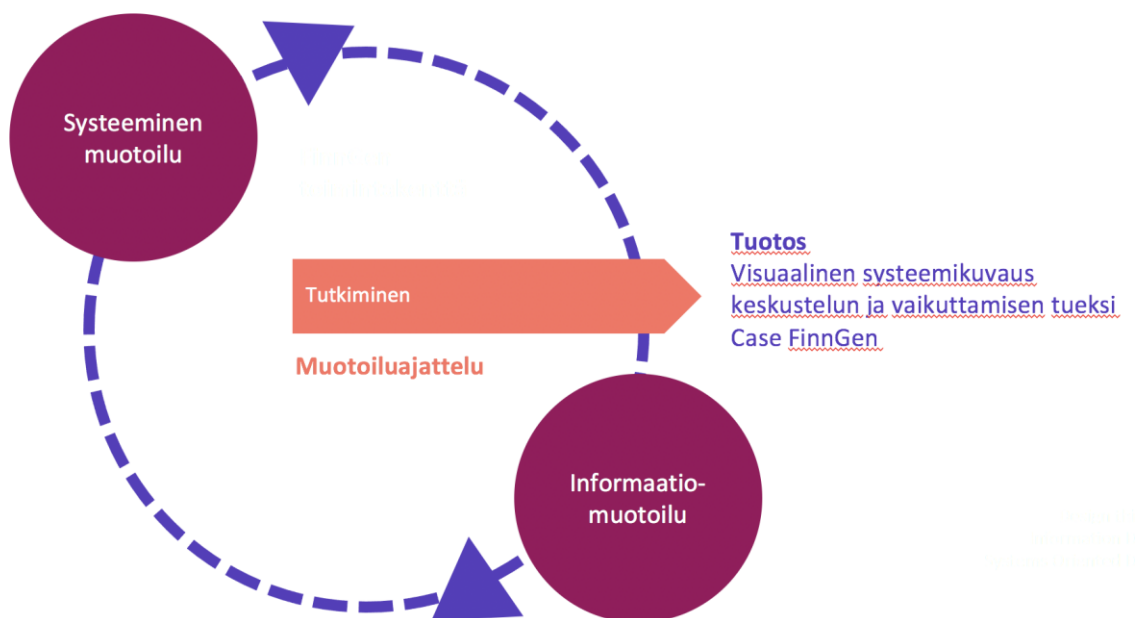 Systeeminen
muotoilu
Tutkiminen
Muotoiluajattelu
Tuotos
Visuaalinen systeemikuvaus
keskustelun ja vaikuttamisen tueksi
Case FinnGen
Informaatio-
muotoilu